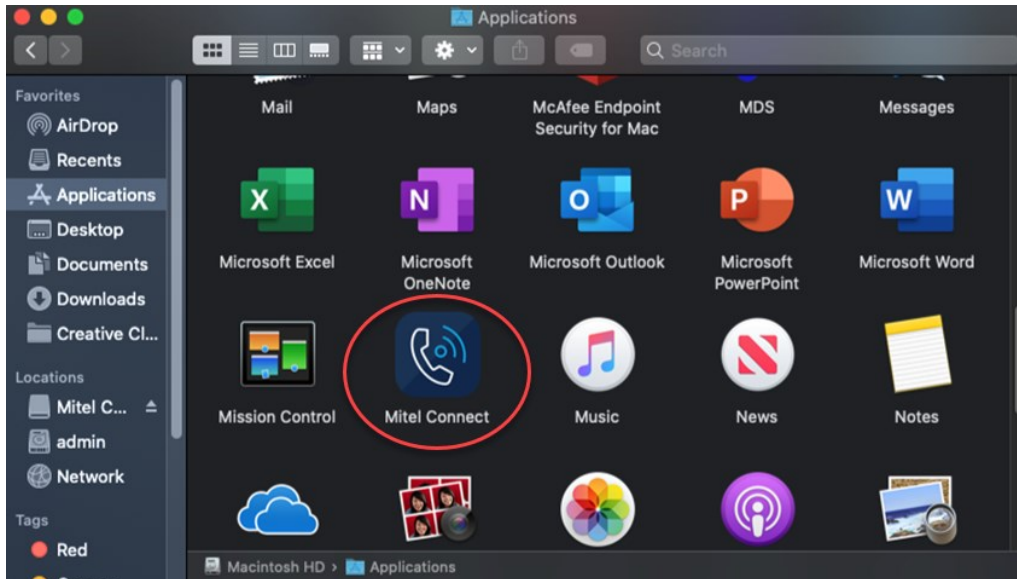 Applications
Search
Favorites
AirDrop
Recents
Applications
Desktop
Documents
Downloads
Creative Cl...
Locations
Mitel C...
admin
Network
Tags
Red
Mail
Maps
McAfee Endpoint
Security for Mac
MDS
Messages
X
N
O
P
W
Microsoft Excel
Microsoft
OneNote
Microsoft Outlook
Microsoft
PowerPoint
Microsoft Word
Mission Control
Mitel Connect
Music
News
Notes
Macintosh HD › Applications